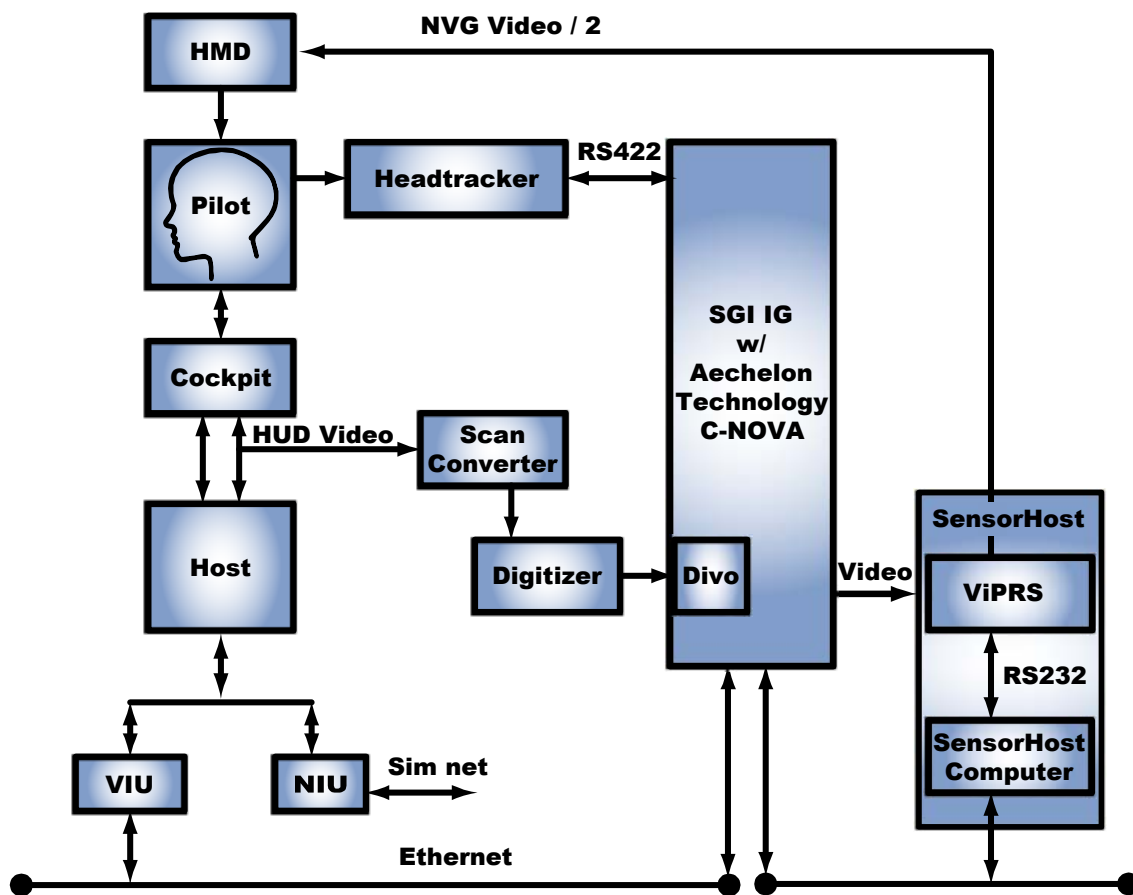 NVG Video / 2
HMD
RS422
Headtracker
Pilot
SGI IG
w/
Aechelon
Technology
C-NOVA
Cockpit
HUD Video
Scan
Converter
SensorHost
Host
Digitizer
Divo
Video
ViPRS
RS232
SensorHost
Computer
VIU
NIU
Sim net
Ethernet